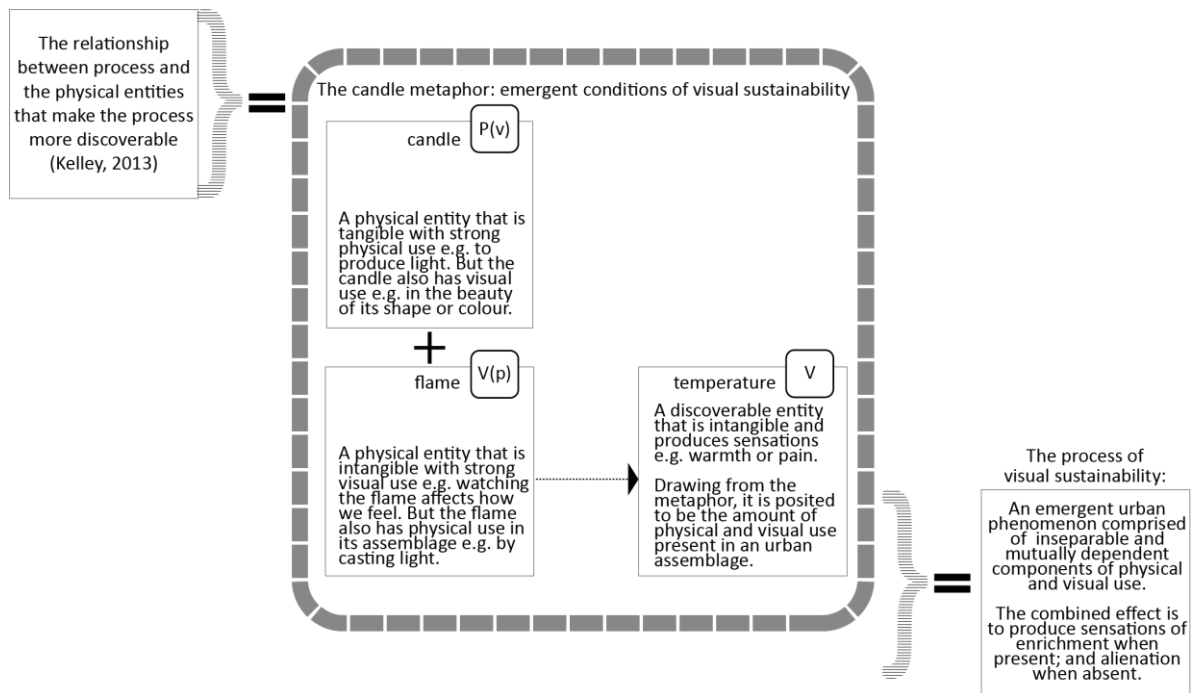 The relationship
between process and
the physical entities
that make the process
more discoverable
(Kelley, 2013)
=
The candle metaphor: emergent conditions of visual sustainability
candle
P(v)
A physical entity that is
tangible with strong
physical use e.g. to
produce light. But the
candle also has visual
use e.g. in the beauty
of its shape or colour.
+
flame
V(p)
A physical entity that is
intangible with strong
visual use e.g. watching
the flame affects how
we feel. But the flame
also has physical use in
its assemblage e.g. by
casting light.
temperature
V
A discoverable entity
that is intangible and
produces sensations
e.g. warmth or pain.
Drawing from the
metaphor, it is posited
to be the amount of
physical and visual use
present in an urban
assemblage.
=
The process of
visual sustainability:
An emergent urban
phenomenon comprised
of inseparable and
mutually dependent
components of physical
and visual use.
The combined effect is
to produce sensations of
enrichment when
present; and alienation
when absent.